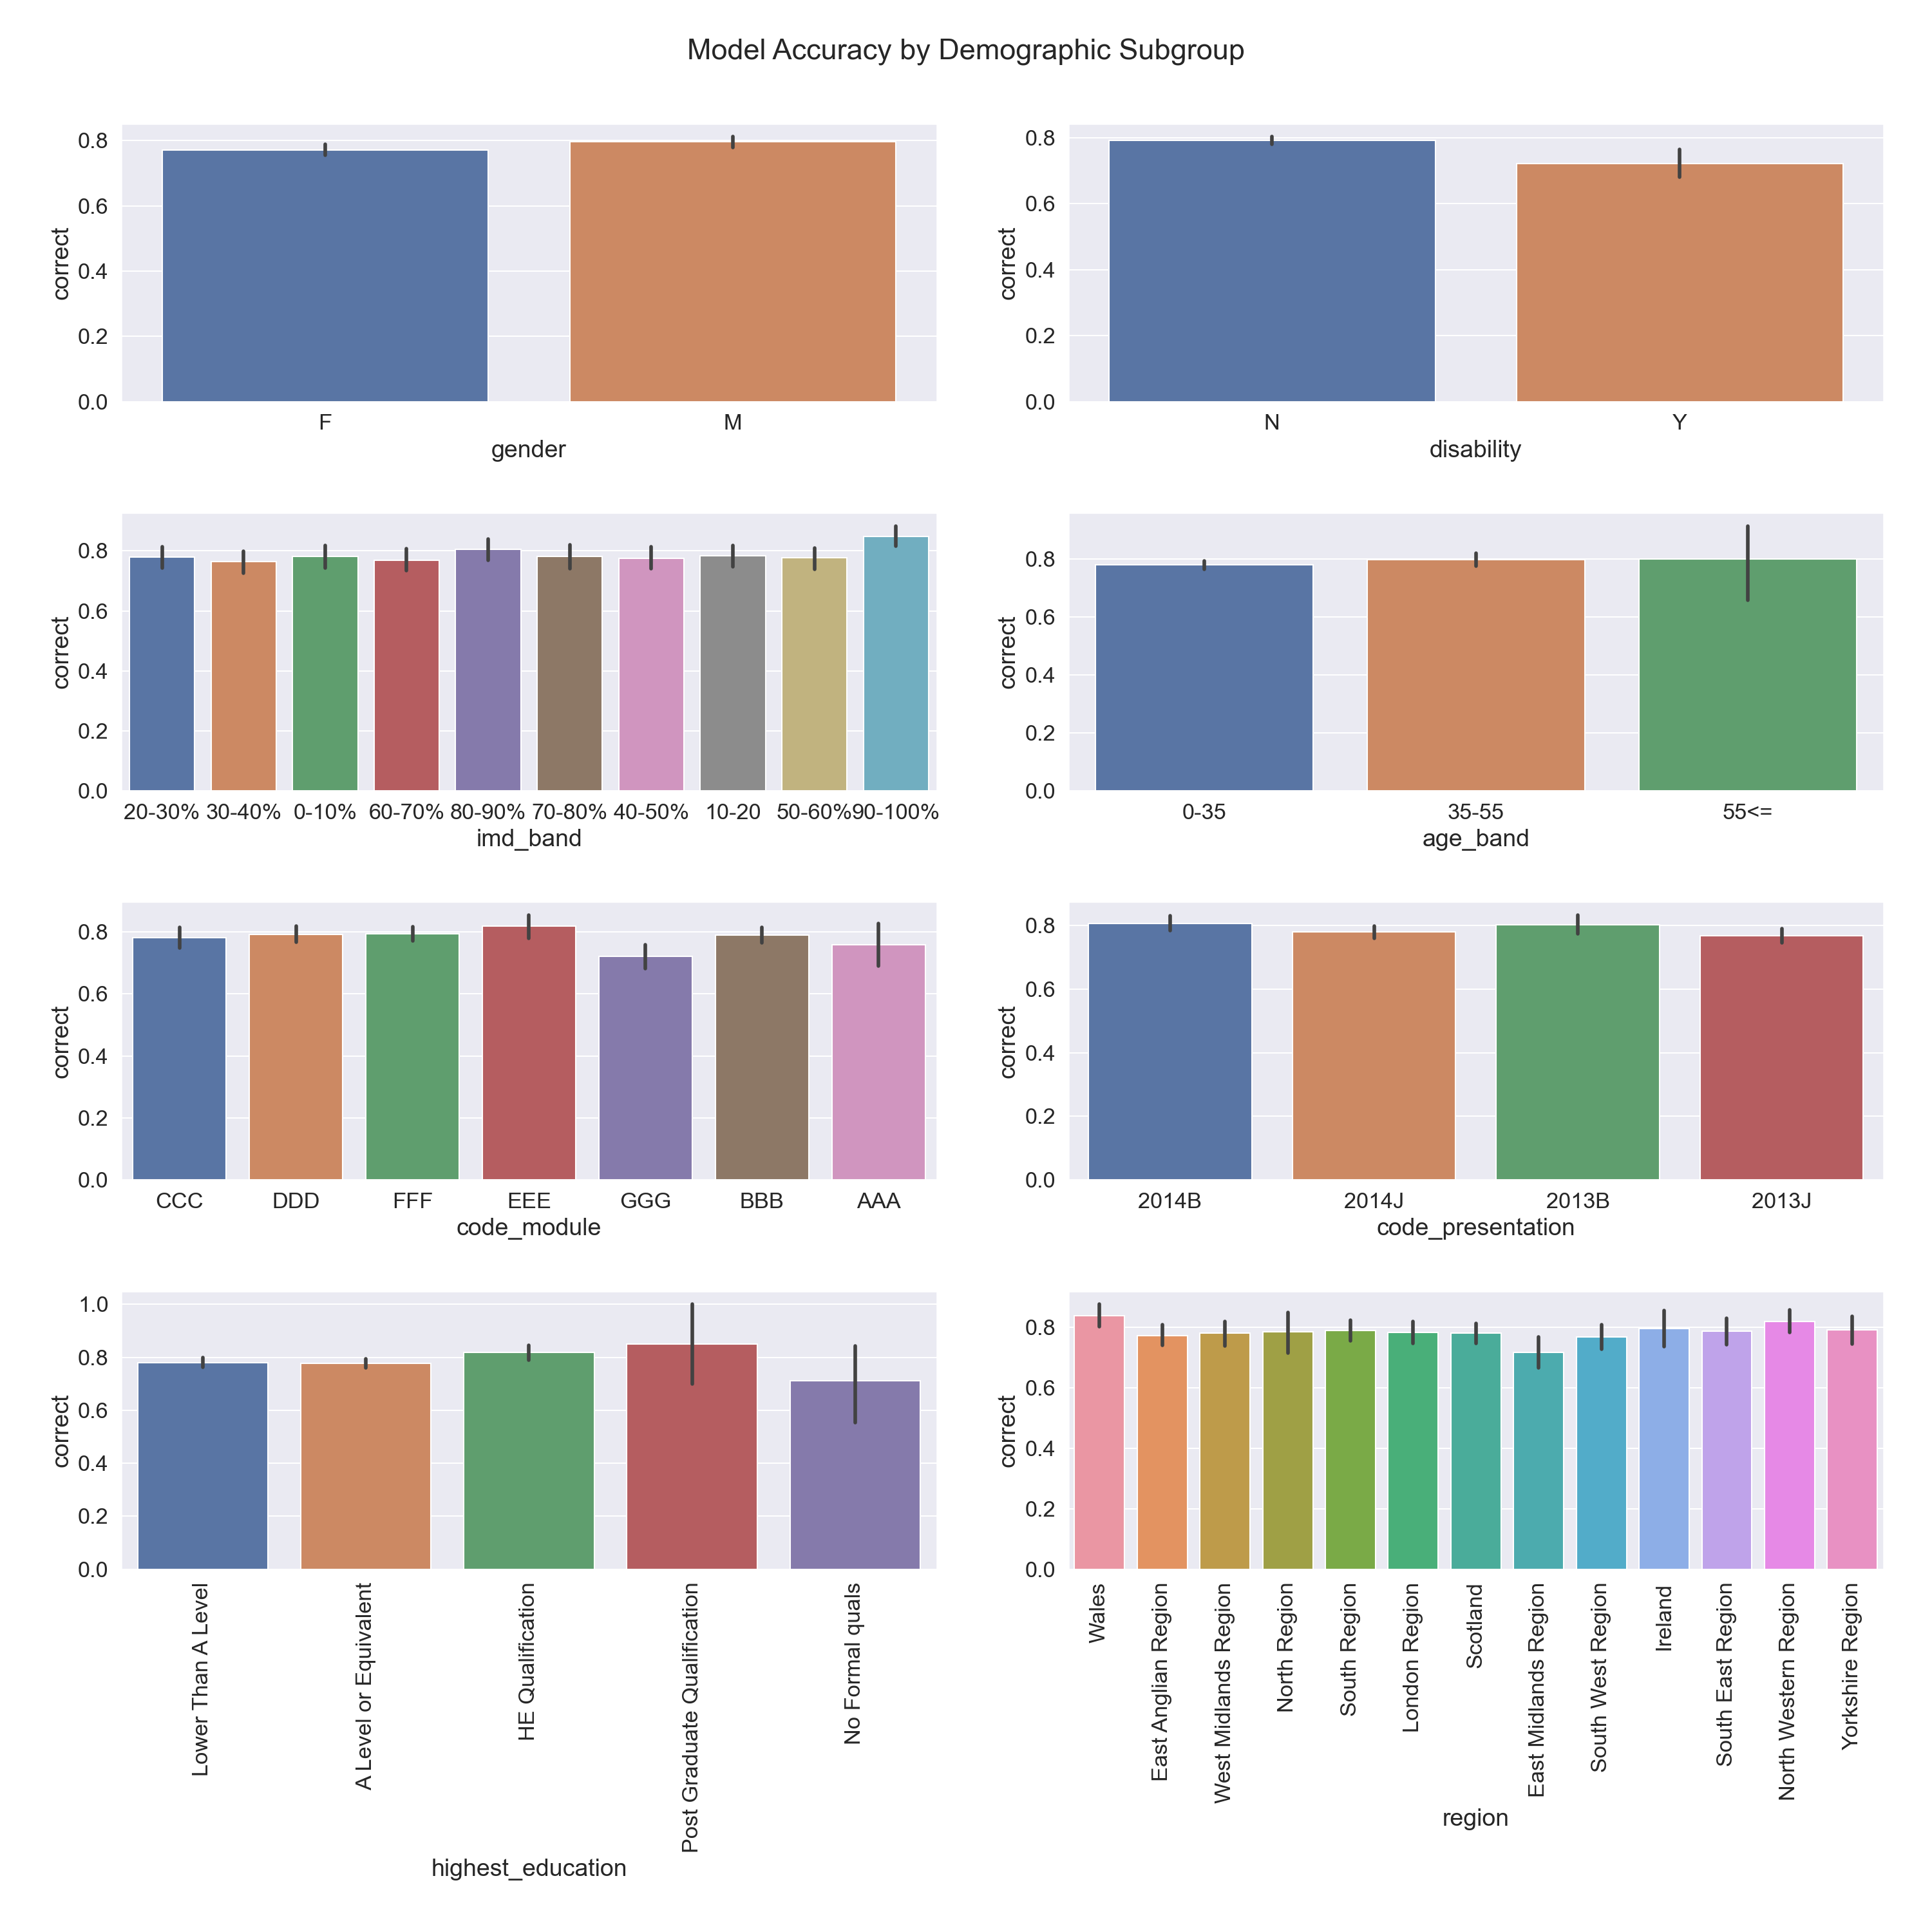 Model Accuracy by Demographic Subgroup
0.8
0.6
0.4
0.2
0.0
correct
F M
gender
0.8
0.6
0.4
0.2
0.0
correct
N Y
disability
0.8
0.6
0.4
0.2
0.0
correct
20-30% 30-40% 0-10% 60-70% 80-90% 70-80% 40-50% 10-20 50-60% 90-100%
imd_band
0.8
0.6
0.4
0.2
0.0
correct
0-35 35-55 55<=
age_band
0.8
0.6
0.4
0.2
0.0
correct
CCC DDD FFF EEE GGG BBB AAA
code_module
0.8
0.6
0.4
0.2
0.0
correct
2014B 2014J 2013B 2013J
code_presentation
1.0
0.8
0.6
0.4
0.2
0.0
correct
Lower Than A Level
A Level or Equivalent
HE Qualification
Post Graduate Qualification
No Formal quals
highest_education
0.8
0.6
0.4
0.2
0.0
correct
Wales
East Anglian Region
West Midlands Region
North Region
South Region
London Region
Scotland
East Midlands Region
South West Region
Ireland
South East Region
North Western Region
Yorkshire Region
region